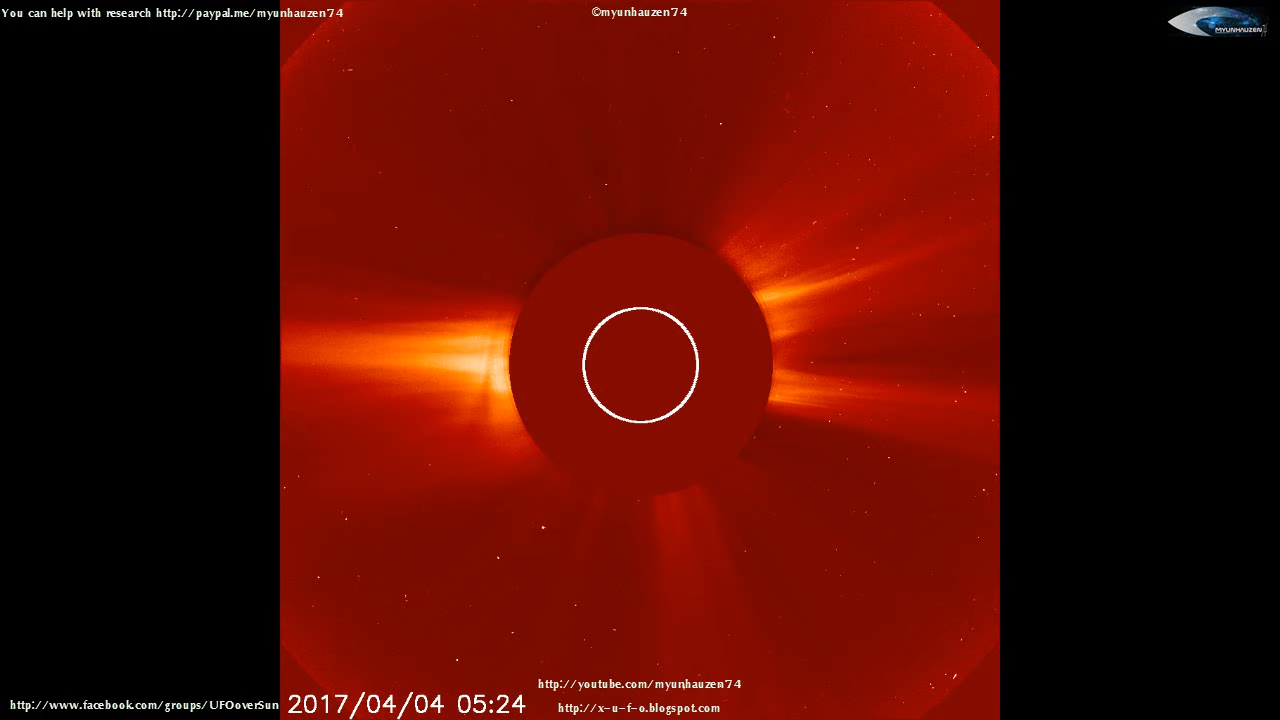 You can help with research http://paypal.me/myunhauzen74
©myunhauzen74
MYUNHAUZEN
http://youtube.com/myunhauzen74
http://www.facebook.com/groups/UFOoverSun
2017/04/04 05:24
http://x-u-f-o.blogspot.com